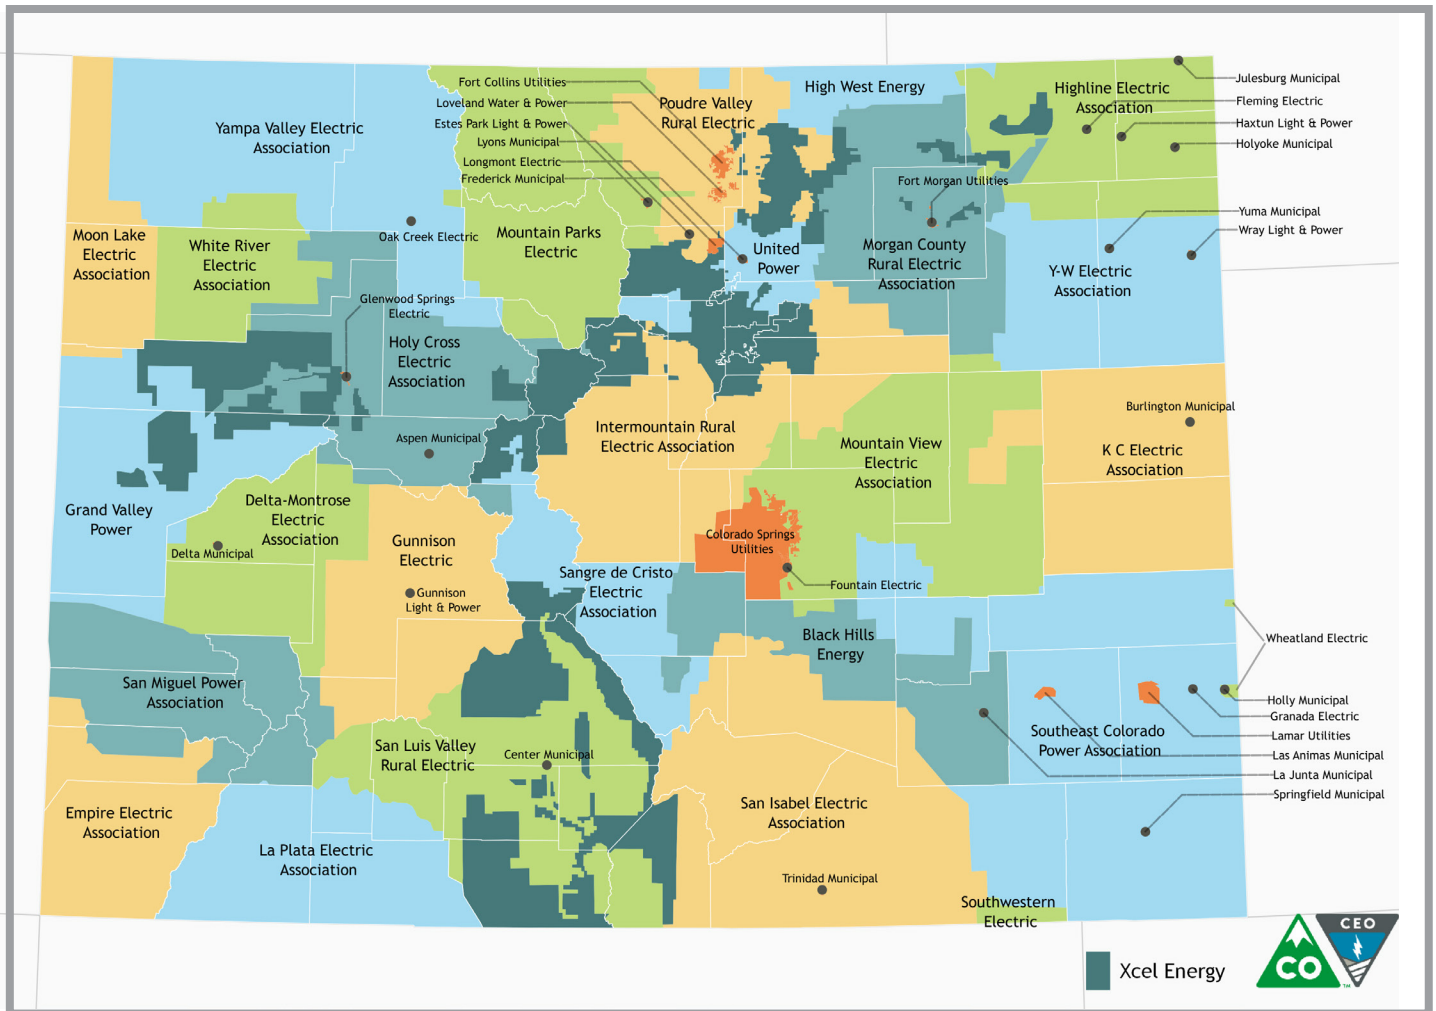 Fort Collins Utilities
Loveland Water & Power
Estes Park Light & Power
Lyons Municipal
Longmont Electric
Frederick Municipal
Poudre Valley
Rural Electric
High West Energy
Highline Electric
Association
Julesburg Municipal
Fleming Electric
Haxtun Light & Power
Holyoke Municipal
Yampa Valley Electric
Association
Fort Morgan Utilities
Yuma Municipal
Wray Light & Power
Moon Lake
Electric
Association
White River
Electric
Association
Oak Creek Electric
Mountain Parks
Electric
United
Power
Morgan County
Rural Electric
Association
Y-W Electric
Association
Glenwood Springs
Electric
Holy Cross
Electric
Association
Aspen Municipal
Intermountain Rural
Electric Association
Mountain View
Electric
Association
Burlington Municipal
K C Electric
Association
Grand Valley
Power
Delta-Montrose
Electric
Association
Delta Municipal
Gunnison
Electric
Gunnison
Light & Power
Colorado Springs
Utilities
Fountain Electric
Sangre de Cristo
Electric
Association
Black Hills
Energy
Wheatland Electric
San Miguel Power
Association
San Luis Valley
Rural Electric
Center Municipal
Southeast Colorado
Power Association
Holly Municipal
Granada Electric
Lamar Utilities
Las Animas Municipal
La Junta Municipal
Springfield Municipal
Empire Electric
Association
La Plata Electric
Association
San Isabel Electric
Association
Trinidad Municipal
Southwestern
Electric
Xcel Energy
CO
TM
CEO